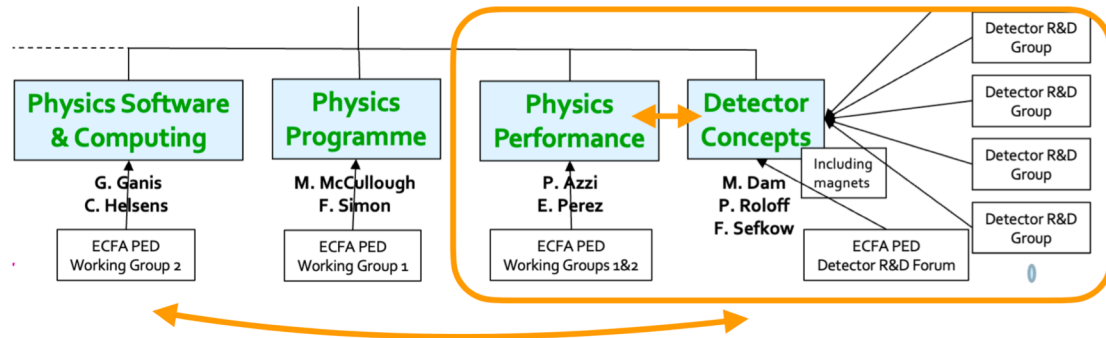 Physics Software
& Computing
G. Ganis
C. Helsens
ECFA PED
Working Group 2
Physics
Programme
M. McCullough
F. Simon
ECFA PED
Working Group 1
Physics
Performance
P. Azzi
E. Perez
ECFA PED
Working Groups 1&2
Detector
Concepts
Including
magnets
M. Dam
P. Roloff
F. Sefkow
ECFA PED
Detector R&D Forum
Detector R&D
Group
Detector R&D
Group
Detector R&D
Group
Detector R&D
Group